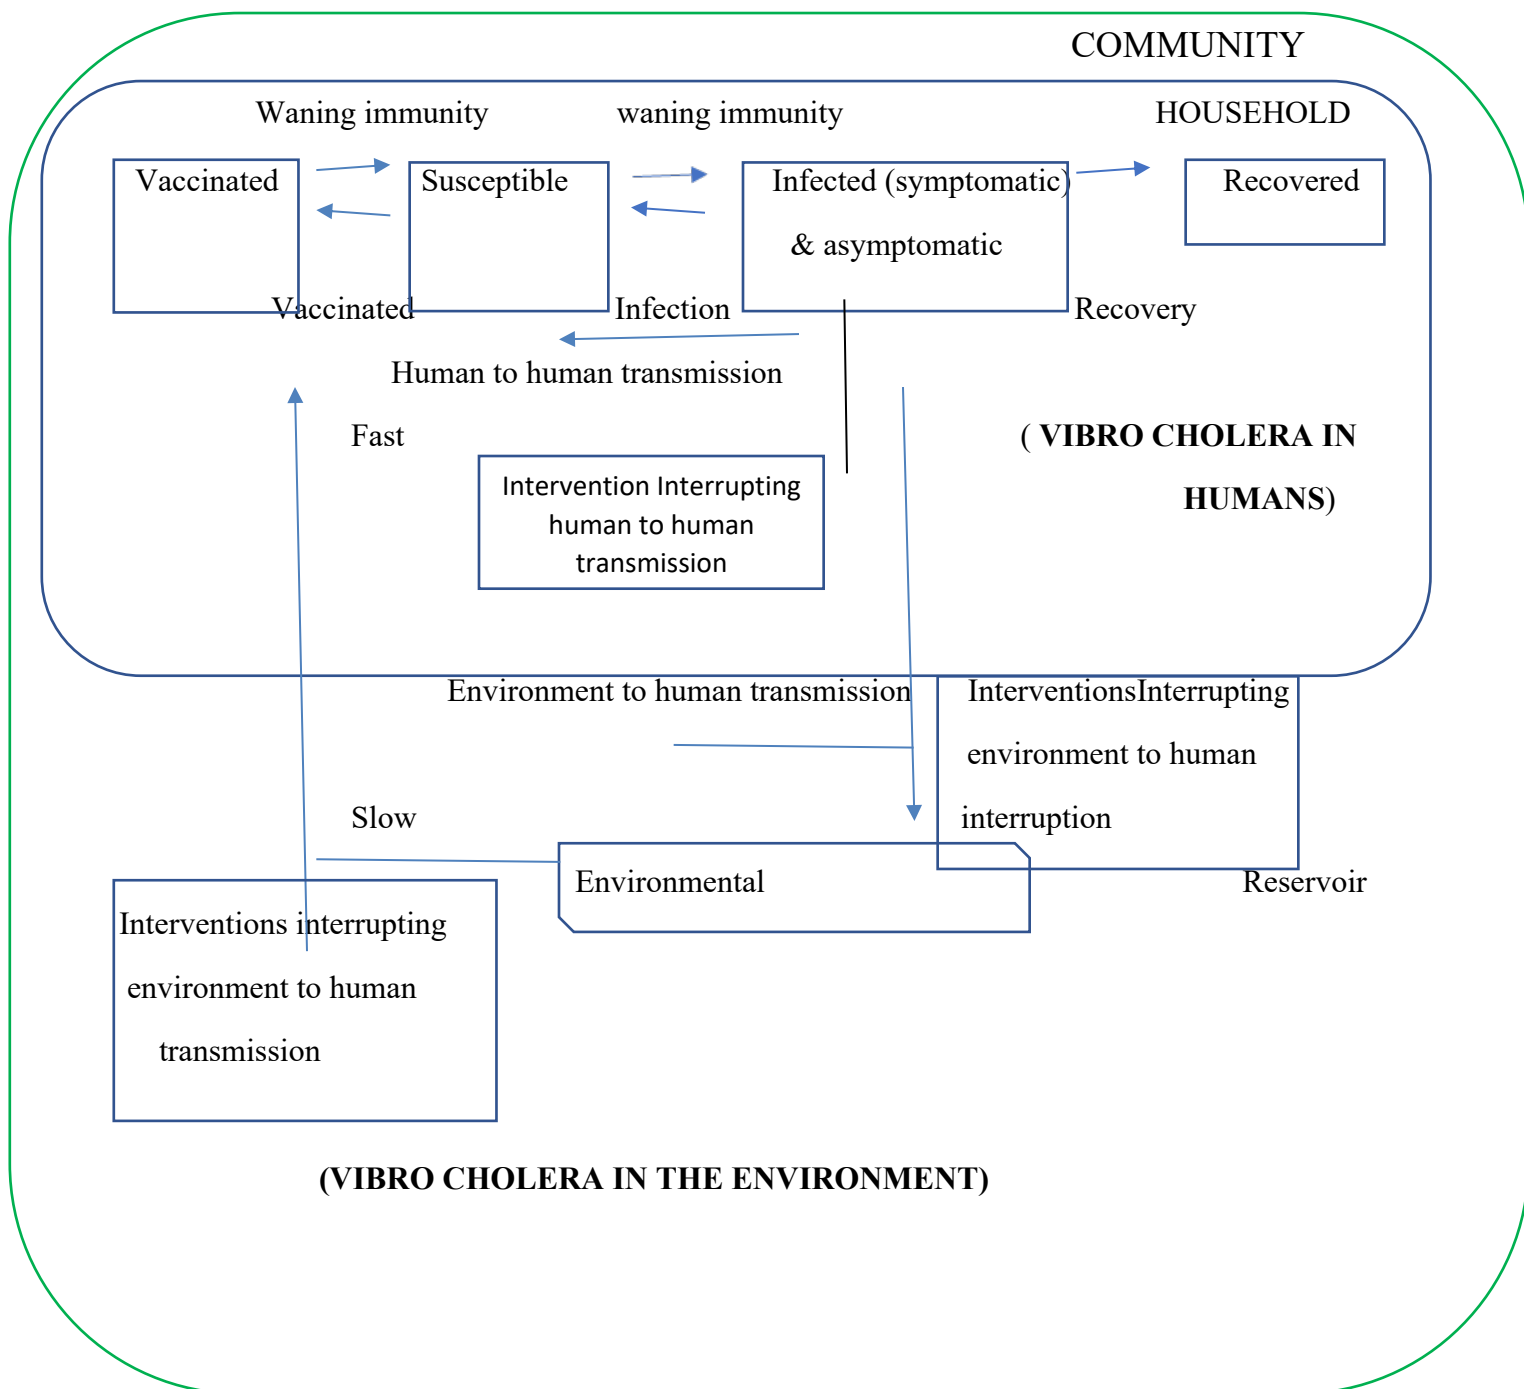 COMMUNITY
Waning immunity waning immunity HOUSEHOLD
Vaccinated Susceptible Infected (symptomatic) Recovered
& asymptomatic
Vaccinated Infection Recovery
Human to human transmission
Fast ( VIBRO CHOLERA IN
HUMANS)
Intervention Interrupting
human to human
transmission
Environment to human transmission InterventionsInterrupting
environment to human
Slow interruption
Environmental Reservoir
Interventions interrupting
environment to human
transmission
(VIBRO CHOLERA IN THE ENVIRONMENT)